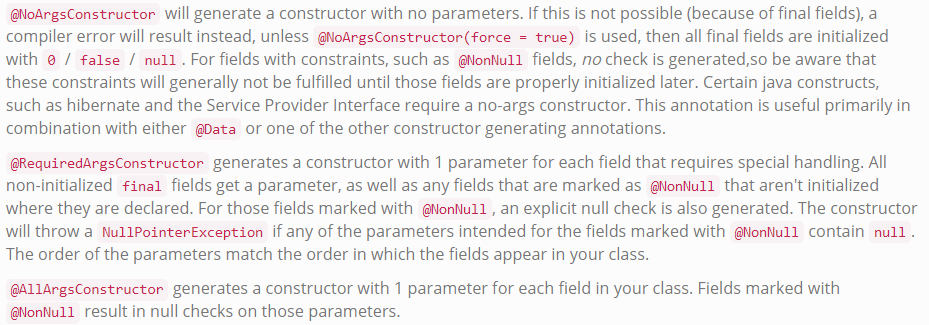 @NoArgsConstructor will generate a constructor with no parameters. If this is not possible (because of final fields), a
compiler error will result instead, unless @NoArgsConstructor(force = true) is used, then all final fields are initialized
with 0 / false / null. For fields with constraints, such as @NonNull fields, no check is generated,so be aware that
these constraints will generally not be fulfilled until those fields are properly initialized later. Certain java constructs,
such as hibernate and the Service Provider Interface require a no-args constructor. This annotation is useful primarily in
combination with either @Data or one of the other constructor generating annotations.
@RequiredArgsConstructor generates a constructor with 1 parameter for each field that requires special handling. All
non-initialized final fields get a parameter, as well as any fields that are marked as @NonNull that aren't initialized
where they are declared. For those fields marked with @NonNull, an explicit null check is also generated. The constructor
will throw a NullPointerException if any of the parameters intended for the fields marked with @NonNull contain null.
The order of the parameters match the order in which the fields appear in your class.
@AllArgsConstructor generates a constructor with 1 parameter for each field in your class. Fields marked with
@NonNull result in null checks on those parameters.